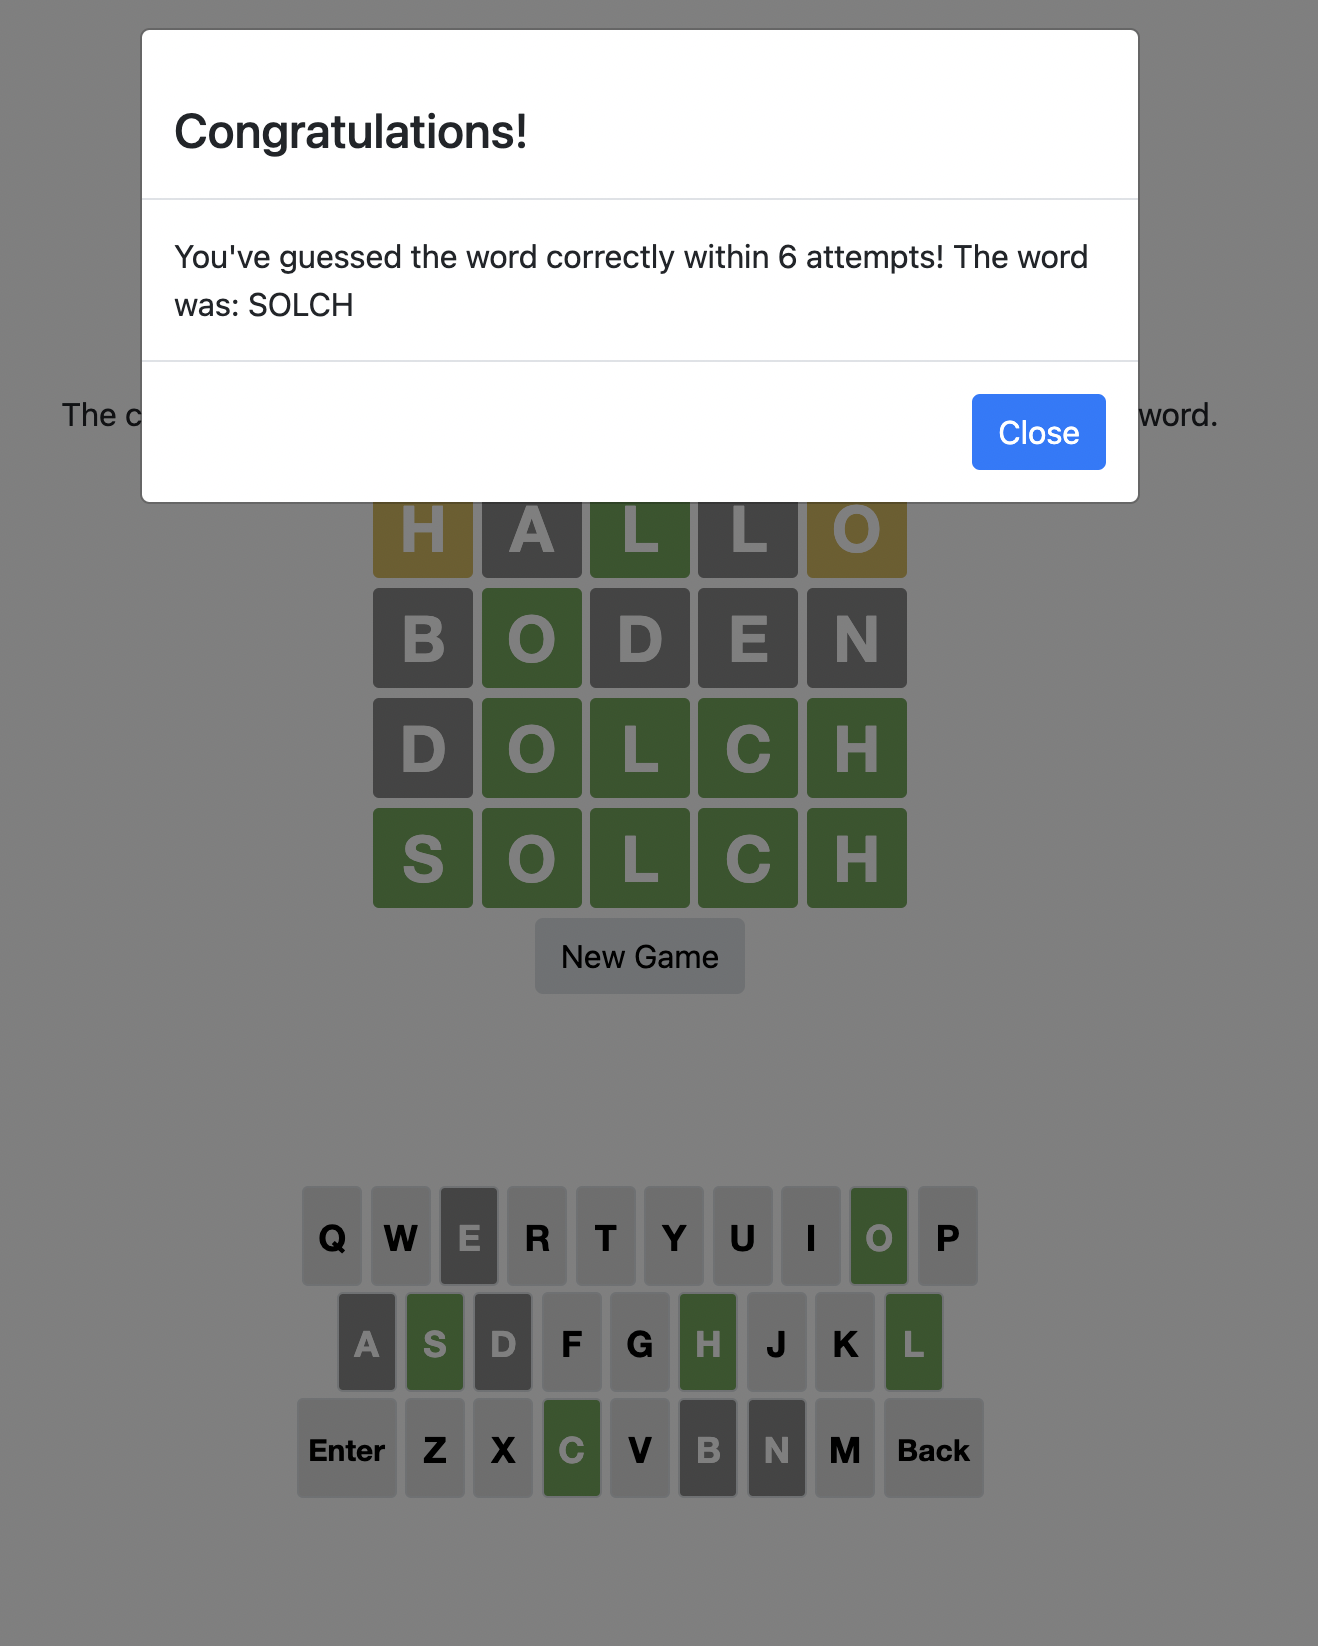 Congratulations!
You've guessed the word correctly within 6 attempts! The word
was: SOLCH
Close
The c word.
H A L L O
B O D E N
D O L C H
S O L C H
New Game
Q W E R T Y U I O P
A S D F G H J K L
Enter Z X C V B N M Back